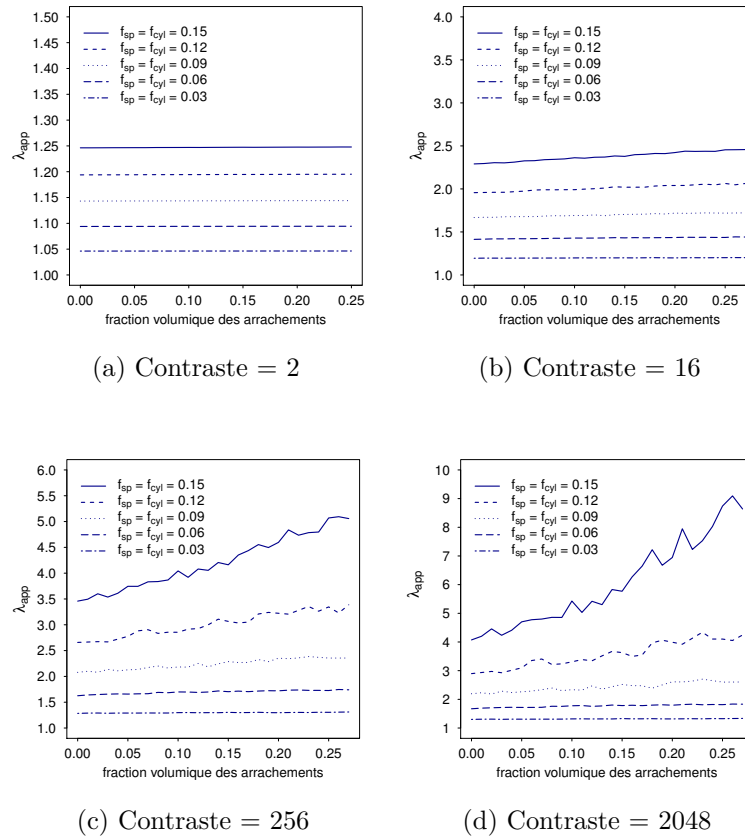 1.50
1.45
1.40
1.35
1.30
1.25
1.20
1.15
1.10
1.05
1.00
λapp
fsp = fcyl = 0.15
fsp = fcyl = 0.12
fsp = fcyl = 0.09
fsp = fcyl = 0.06
fsp = fcyl = 0.03
0.00 0.05 0.10 0.15 0.20 0.25
fraction volumique des arrachements
(a) Contraste = 2
4.0
3.5
3.0
2.5
2.0
1.5
1.0
λapp
fsp = fcyl = 0.15
fsp = fcyl = 0.12
fsp = fcyl = 0.09
fsp = fcyl = 0.06
fsp = fcyl = 0.03
0.00 0.05 0.10 0.15 0.20 0.25
fraction volumique des arrachements
(b) Contraste = 16
6.0
5.5
5.0
4.5
4.0
3.5
3.0
2.5
2.0
1.5
1.0
λapp
fsp = fcyl = 0.15
fsp = fcyl = 0.12
fsp = fcyl = 0.09
fsp = fcyl = 0.06
fsp = fcyl = 0.03
0.00 0.05 0.10 0.15 0.20 0.25
fraction volumique des arrachements
(c) Contraste = 256
10
9
8
7
6
5
4
3
2
1
λapp
fsp = fcyl = 0.15
fsp = fcyl = 0.12
fsp = fcyl = 0.09
fsp = fcyl = 0.06
fsp = fcyl = 0.03
0.00 0.05 0.10 0.15 0.20 0.25
fraction volumique des arrachements
(d) Contraste = 2048